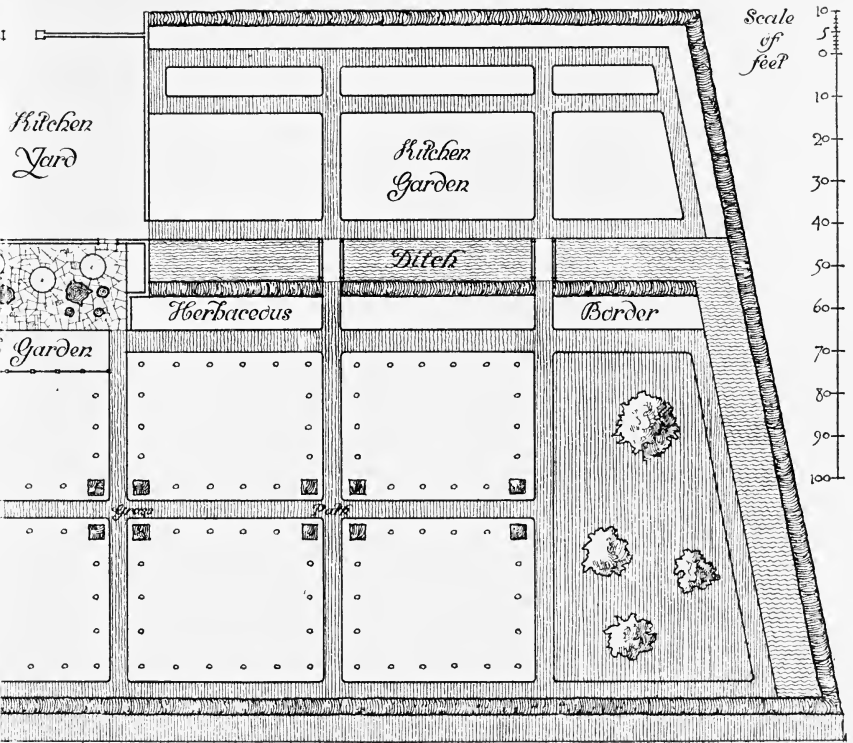 Scale
of
feet
10
5
0
10
20
30
40
50
60
70
80
90
100
Kitchen
Yard
Kitchen
Garden
Ditch
Herbaceous Border
Garden
Grass Path